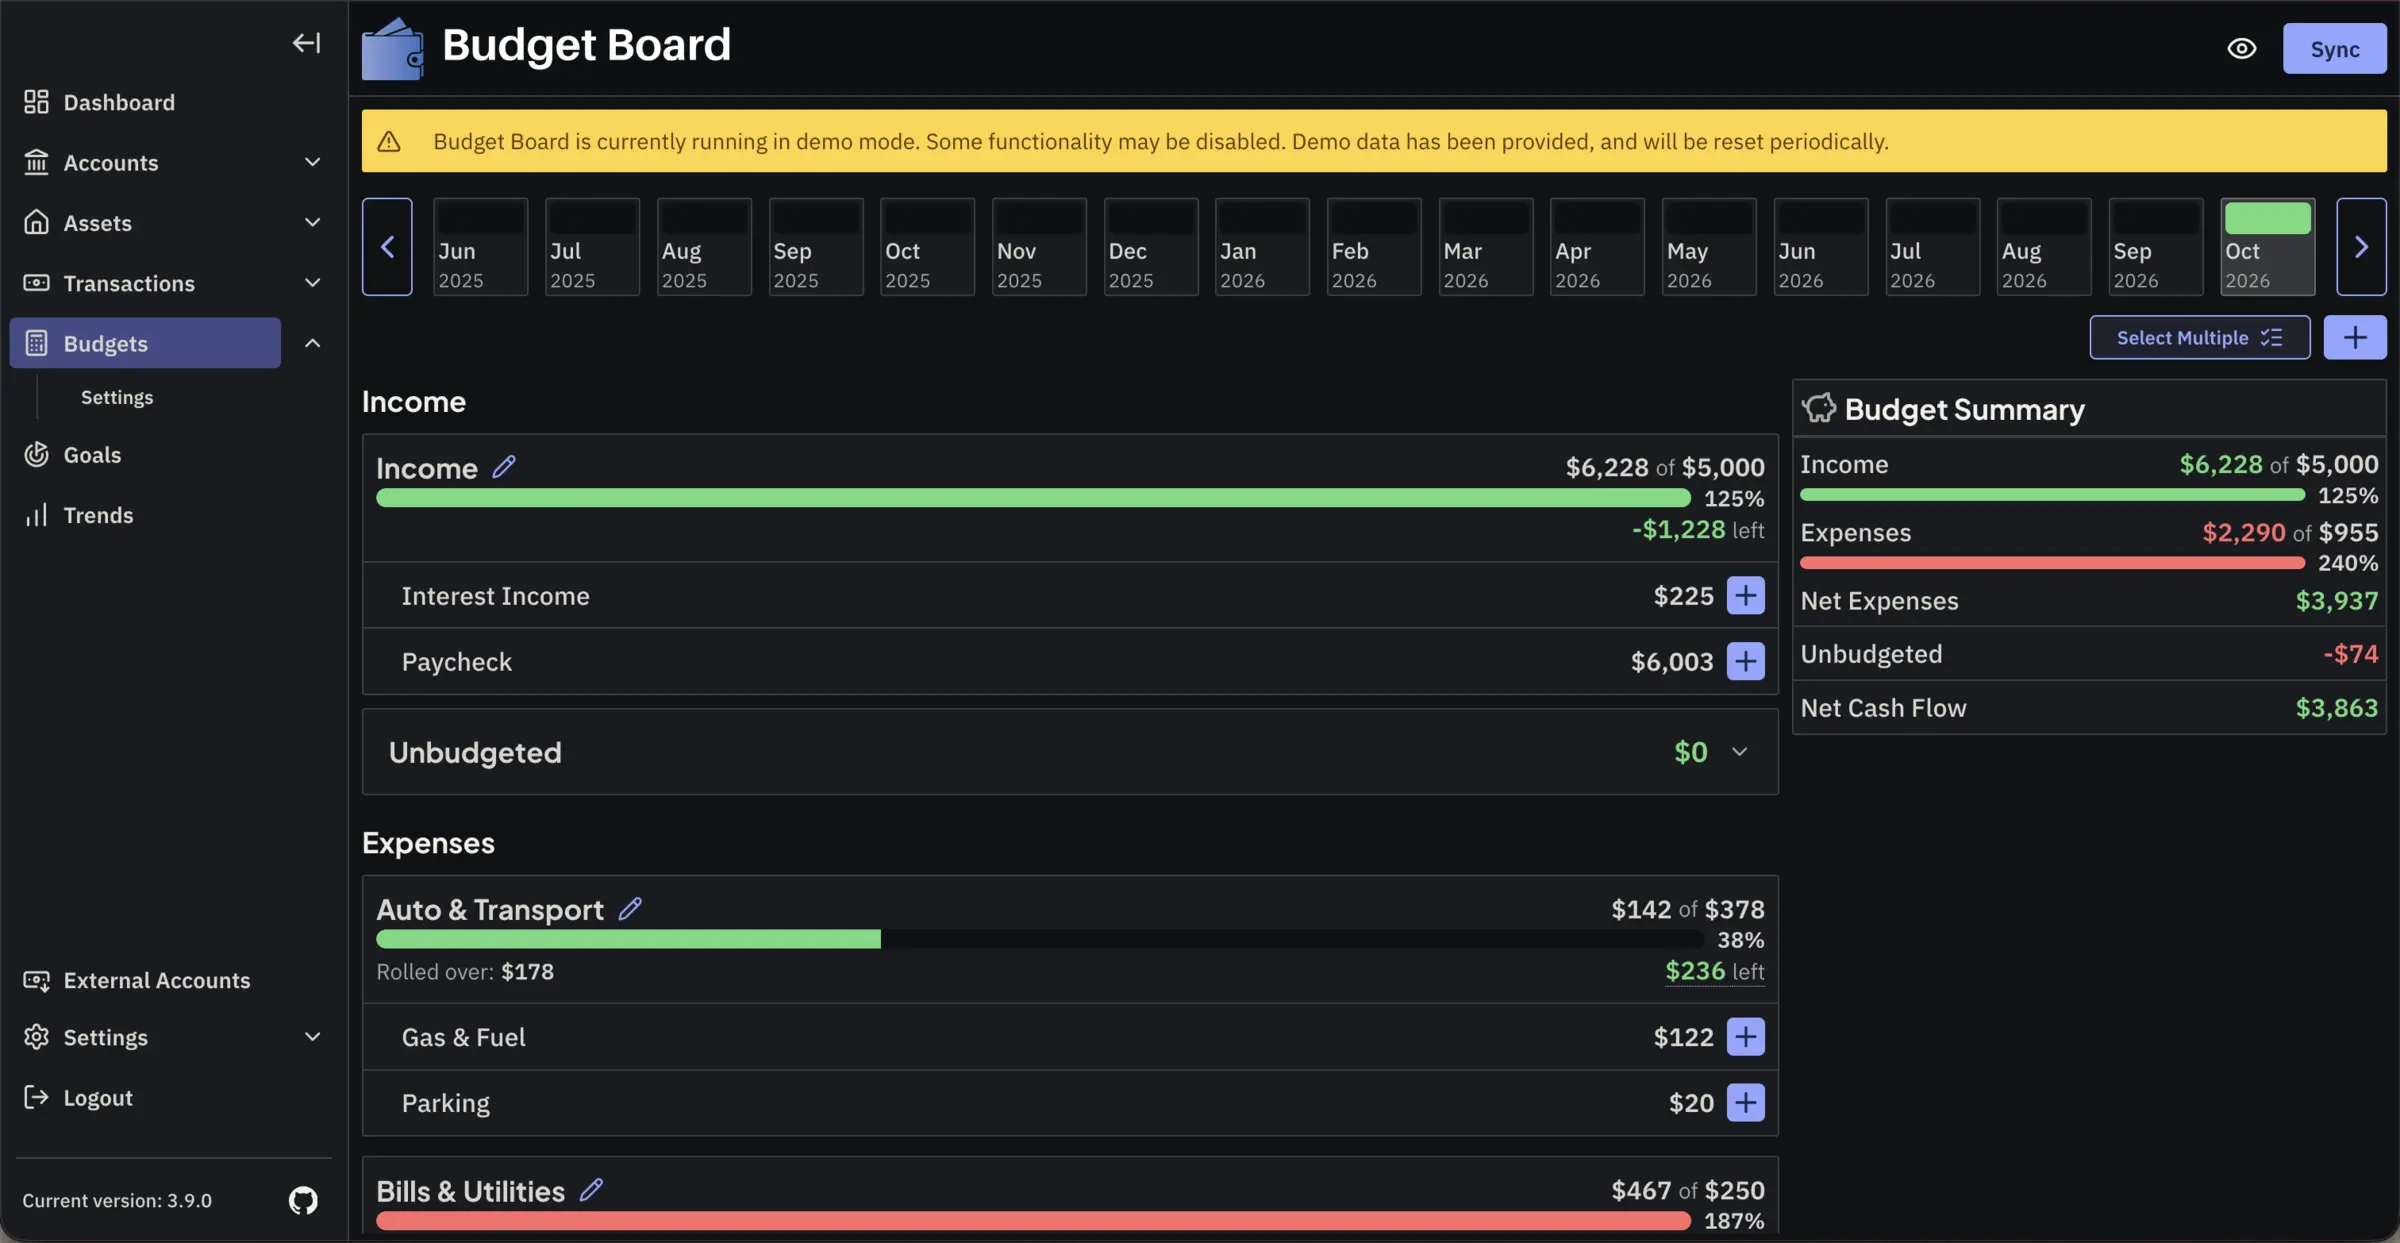 Budget Board
Sync
Dashboard
Accounts
Assets
Transactions
Budgets
Settings
Goals
Trends
External Accounts
Settings
Logout
Current version: 3.9.0
Budget Board is currently running in demo mode. Some functionality may be disabled. Demo data has been provided, and will be reset periodically.
Jun 2025
Jul 2025
Aug 2025
Sep 2025
Oct 2025
Nov 2025
Dec 2025
Jan 2026
Feb 2026
Mar 2026
Apr 2026
May 2026
Jun 2026
Jul 2026
Aug 2026
Sep 2026
Oct 2026
Select Multiple
Income
Income $6,228 of $5,000
125%
-$1,228 left
Interest Income $225
Paycheck $6,003
Unbudgeted $0
Expenses
Auto & Transport $142 of $378
38%
Rolled over: $178 $236 left
Gas & Fuel $122
Parking $20
Bills & Utilities $467 of $250
187%
Budget Summary
Income $6,228 of $5,000
125%
Expenses $2,290 of $955
240%
Net Expenses $3,937
Unbudgeted -$74
Net Cash Flow $3,863